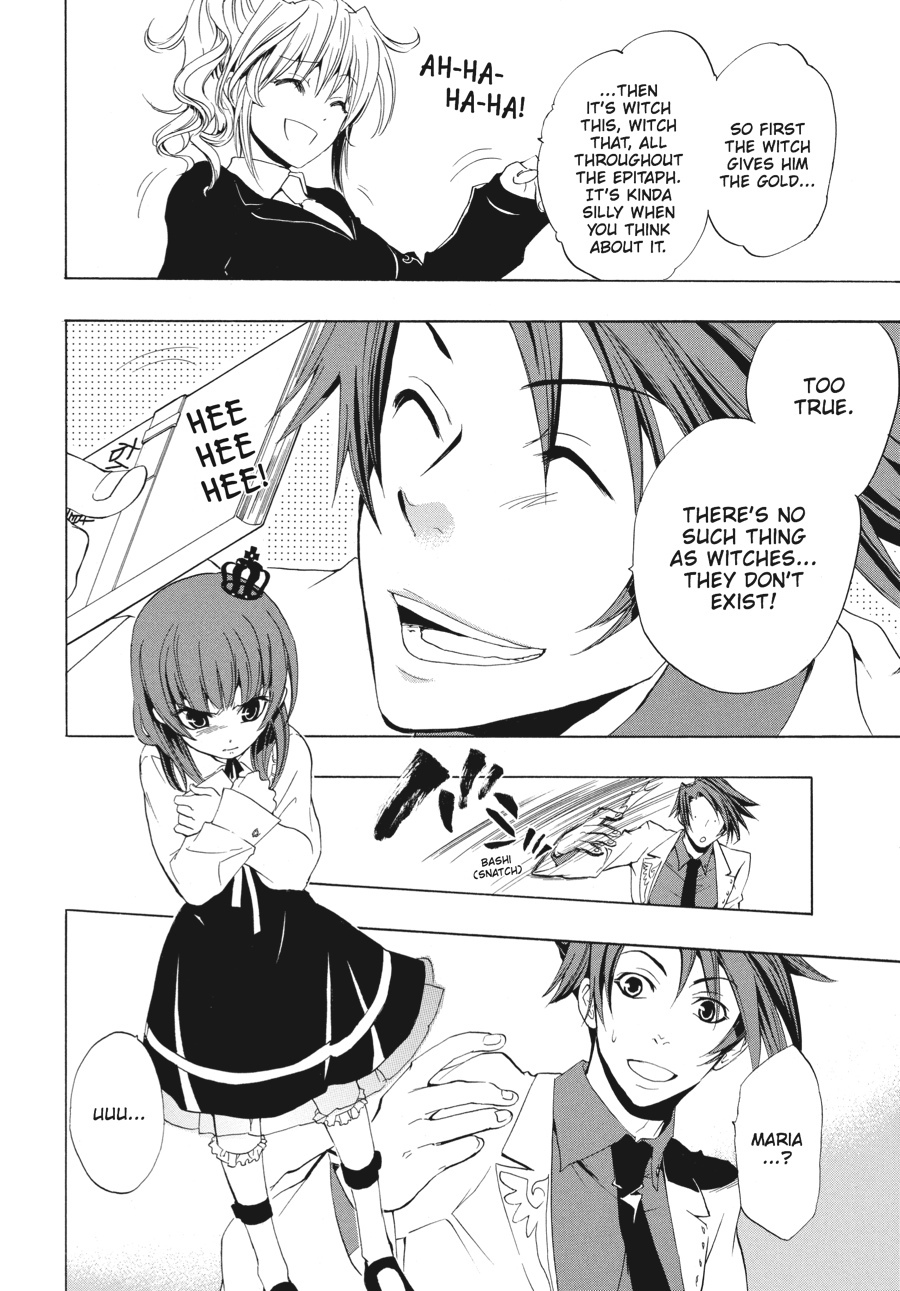 SO FIRST
THE WITCH
GIVES HIM
THE GOLD...
...THEN
IT'S WITCH
THIS, WITCH
THAT, ALL
THROUGHOUT
THE EPITAPH.
IT'S KINDA
SILLY WHEN
YOU THINK
ABOUT IT.
AH-HA-
HA-HA!
TOO
TRUE.
THERE'S NO
SUCH THING
AS WITCHES...
THEY DON'T
EXIST!
HEE
HEE
HEE!
バシ
BASHI
(SNATCH)
MARIA
...?
UUU...